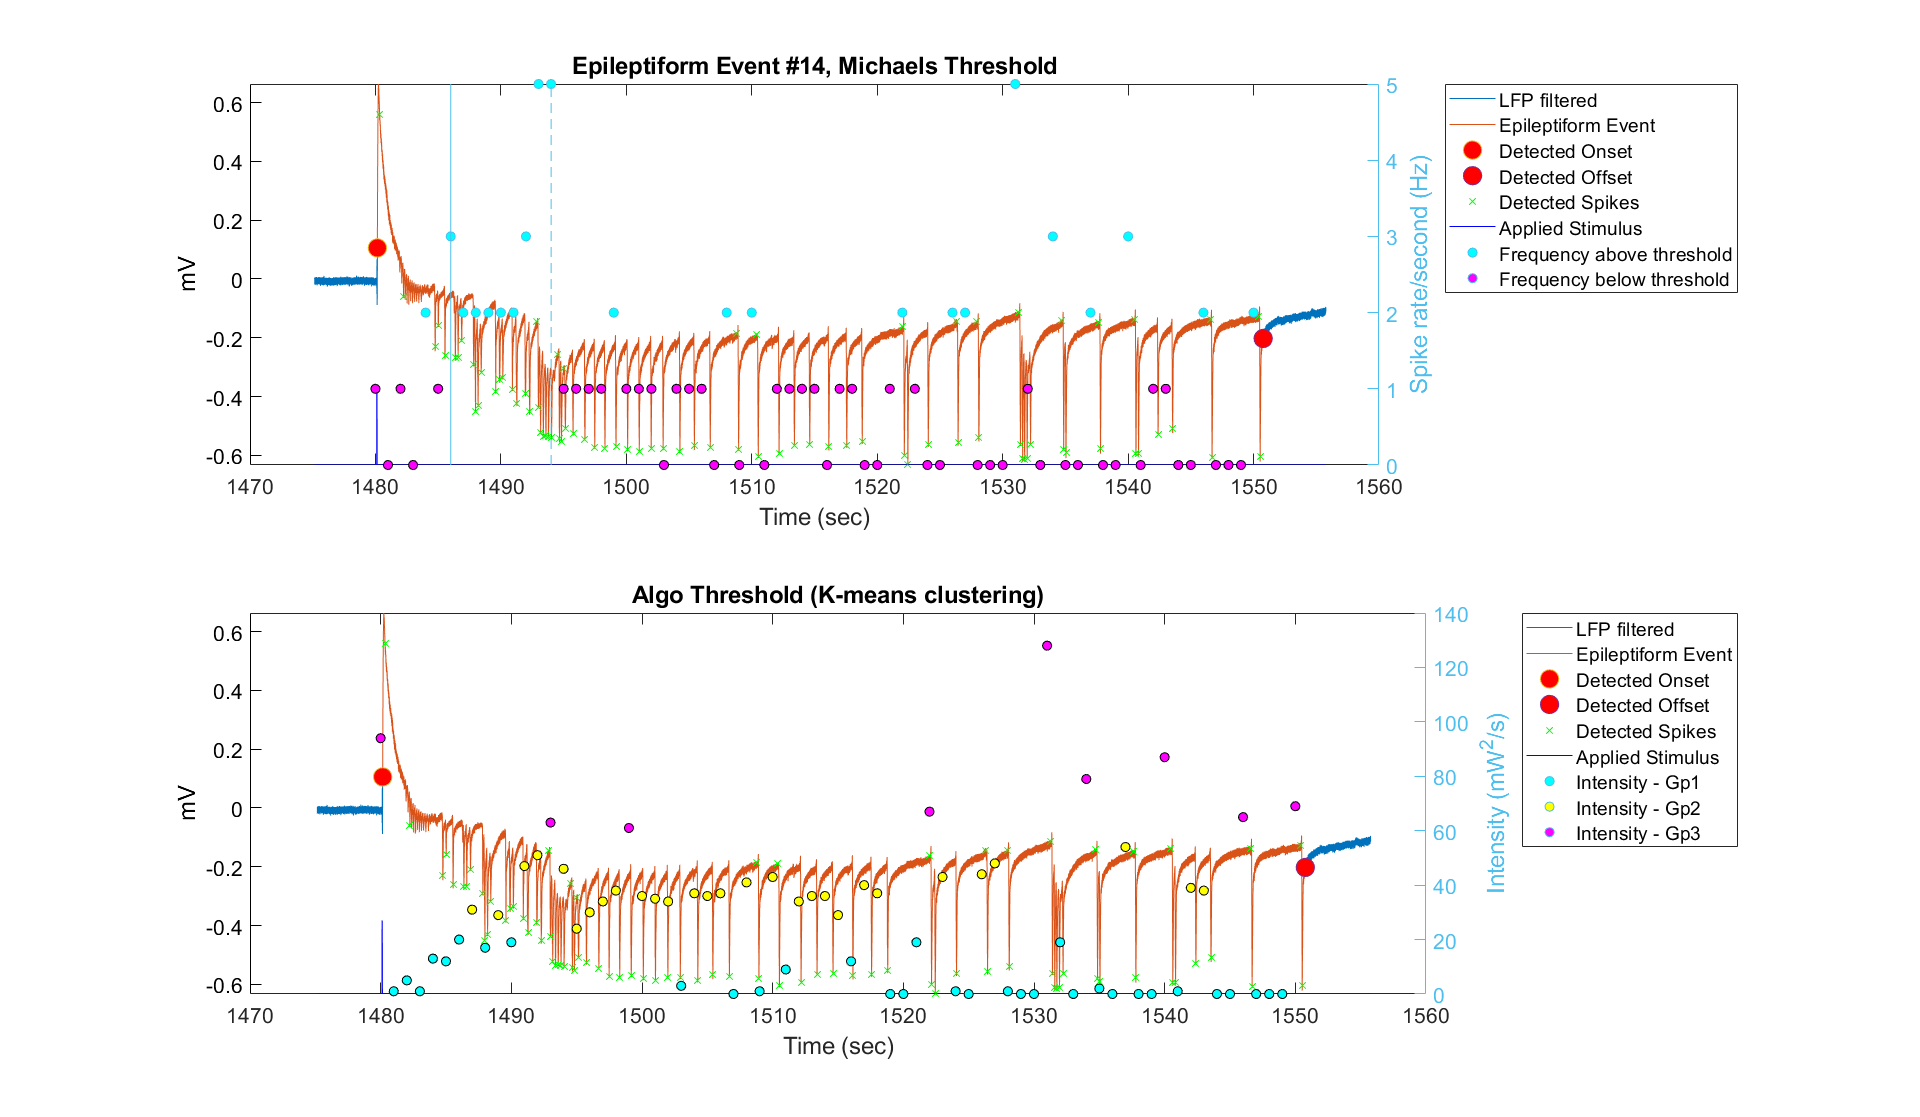 Epileptiform Event #14, Michaels Threshold
0.6
0.4
0.2
0
-0.2
-0.4
-0.6
mV
1470
1480
1490
1500
1510
1520
1530
1540
1550
1560
Time (sec)
5
4
3
2
1
0
Spike rate/second (Hz)
LFP filtered
Epileptiform Event
Detected Onset
Detected Offset
Detected Spikes
Applied Stimulus
Frequency above threshold
Frequency below threshold
Algo Threshold (K-means clustering)
0.6
0.4
0.2
0
-0.2
-0.4
-0.6
mV
1470
1480
1490
1500
1510
1520
1530
1540
1550
1560
Time (sec)
140
120
100
80
60
40
20
0
Intensity (mW²/s)
LFP filtered
Epileptiform Event
Detected Onset
Detected Offset
Detected Spikes
Applied Stimulus
Intensity - Gp1
Intensity - Gp2
Intensity - Gp3